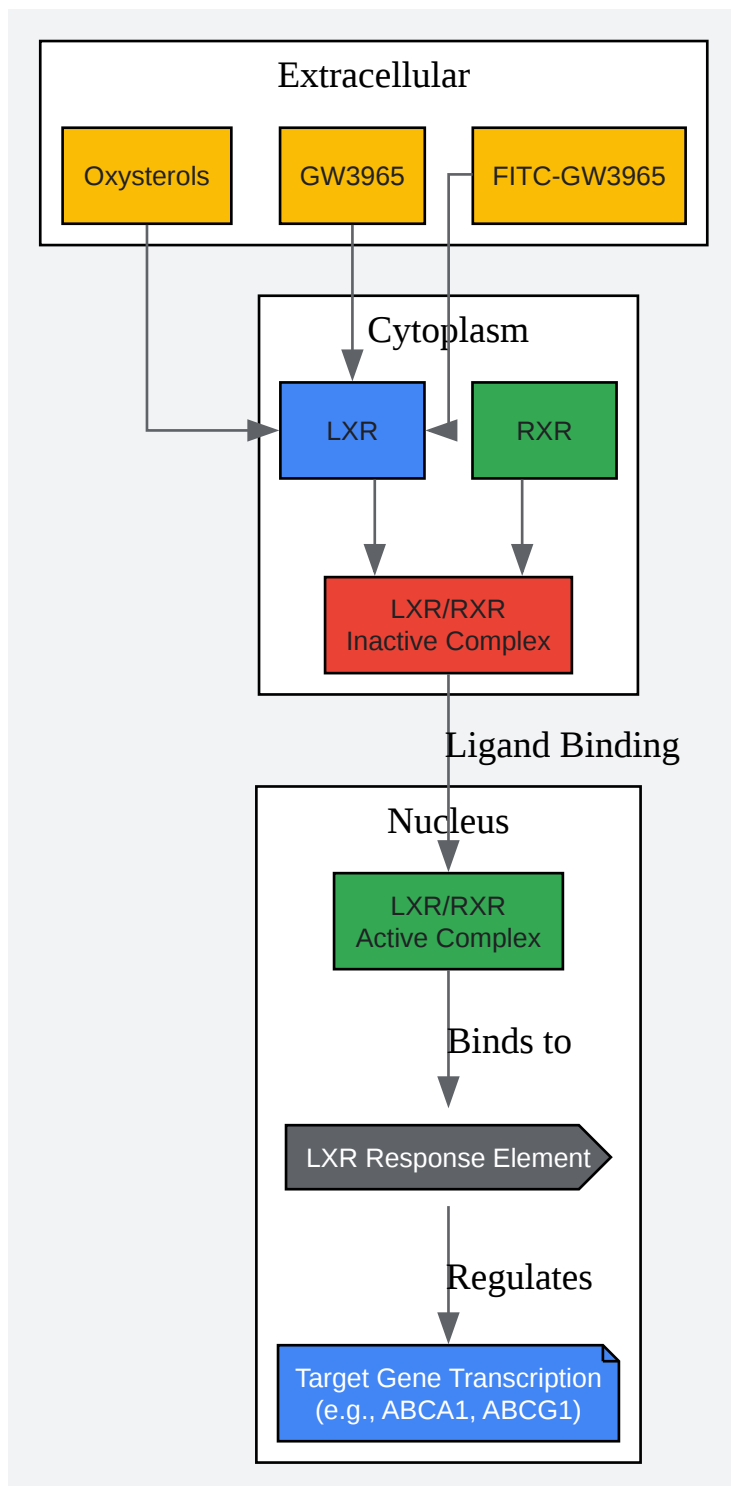 Extracellular
Oxysterols
GW3965
FITC-GW3965
Cytoplasm
LXR
RXR
LXR/RXR
Inactive Complex
Ligand Binding
Nucleus
LXR/RXR
Active Complex
Binds to
LXR Response Element
Regulates
Target Gene Transcription
(e.g., ABCA1, ABCG1)